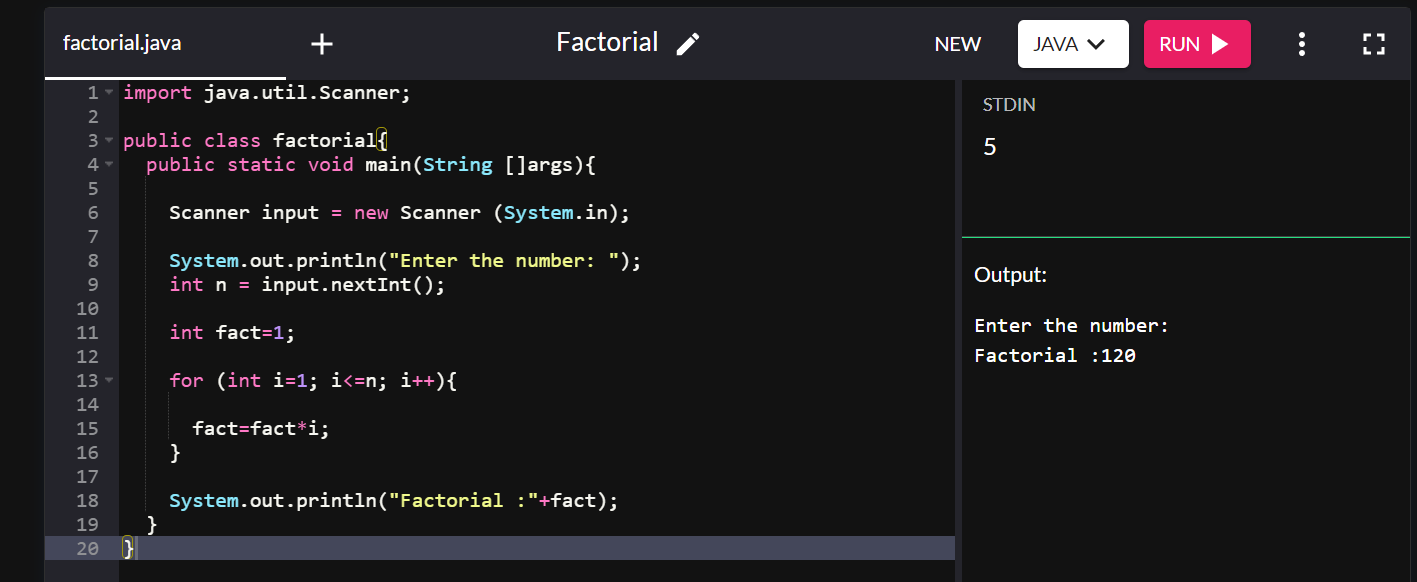 factorial.java + Factorial NEW JAVA RUN
1 import java.util.Scanner;
2
3 public class factorial{
4   public static void main(String []args){
5
6     Scanner input = new Scanner (System.in);
7
8     System.out.println("Enter the number: ");
9     int n = input.nextInt();
10
11     int fact=1;
12
13     for (int i=1; i<=n; i++){
14
15       fact=fact*i;
16     }
17
18     System.out.println("Factorial :"+fact);
19   }
20 }
STDIN
5
Output:
Enter the number:
Factorial :120